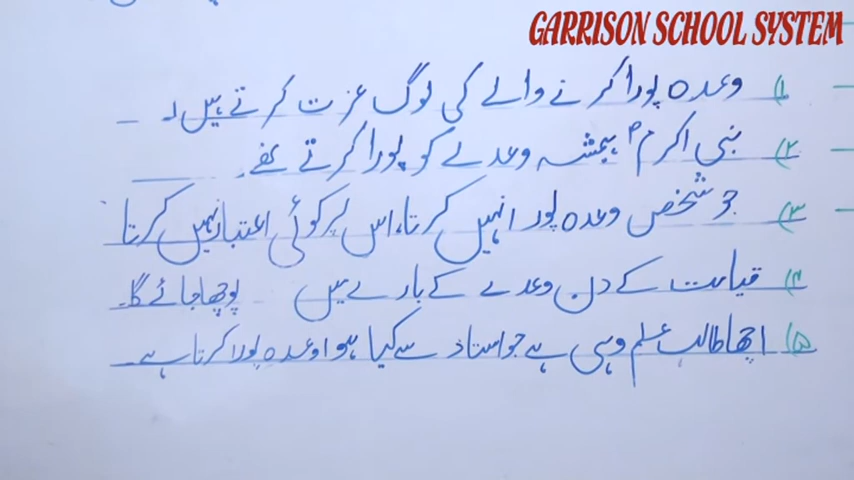 GARRISON SCHOOL SYSTEM
۱) وعدہ پورا کرنے والے کی لوگ عزت کرتے ہیں۔
۲) نبی اکرمؐ ہمیشہ وعدے کو پورا کرتے تھے۔
۳) جو شخص وعدہ پورا نہیں کرتا، اس پر کوئی اعتبار نہیں کرتا
۴) قیامت کے دن وعدے کے بارے میں پوچھا جائے گا۔
۵) اچھا طالب علم وہی ہے جو استاد سے کیا ہوا وعدہ پورا کرتا ہے۔